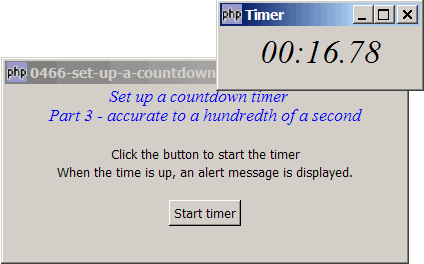 php Timer
00:16.78
php 0466-set-up-a-countdown
Set up a countdown timer
Part 3 - accurate to a hundredth of a second
Click the button to start the timer
When the time is up, an alert message is displayed.
Start timer